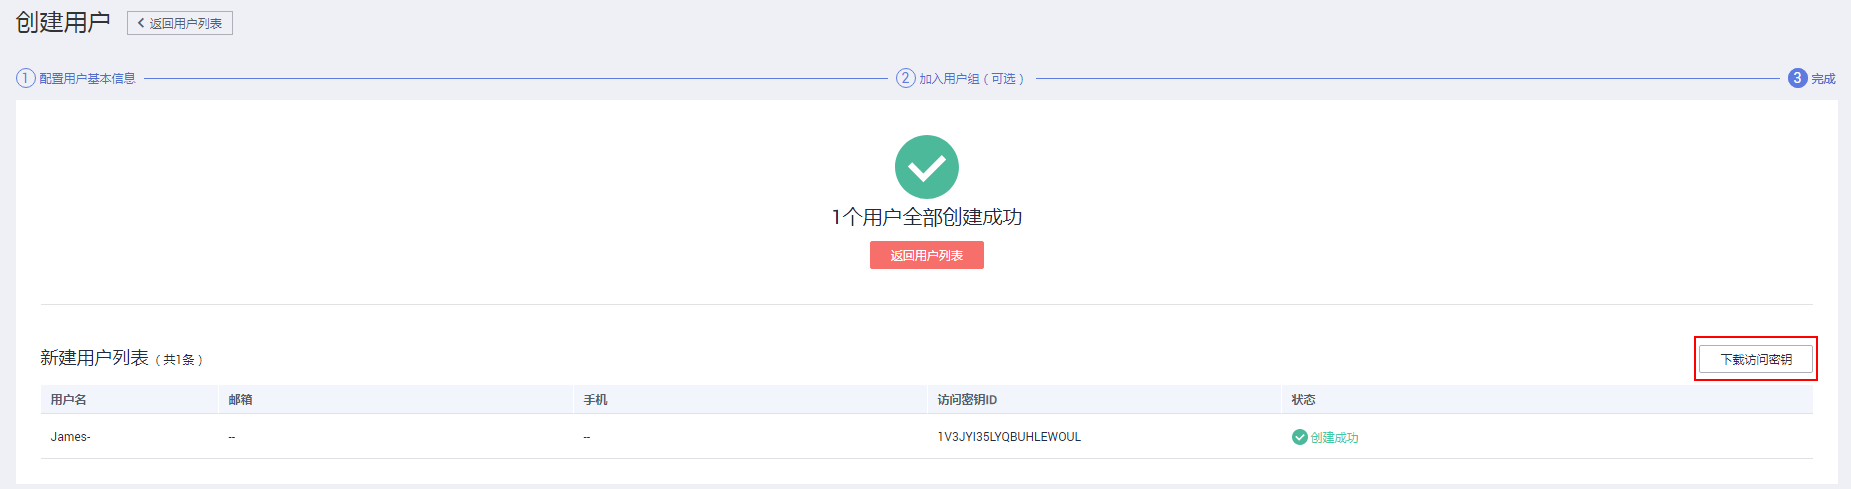 创建用户 返回用户列表
1 配置用户基本信息 2 加入用户组（可选） 3 完成
1个用户全部创建成功
返回用户列表
新建用户列表（共1条） 下载访问密钥
用户名 邮箱 手机 访问密钥ID 状态
James- -- -- 1V3JYI35LYQBUHLEWOUL 创建成功